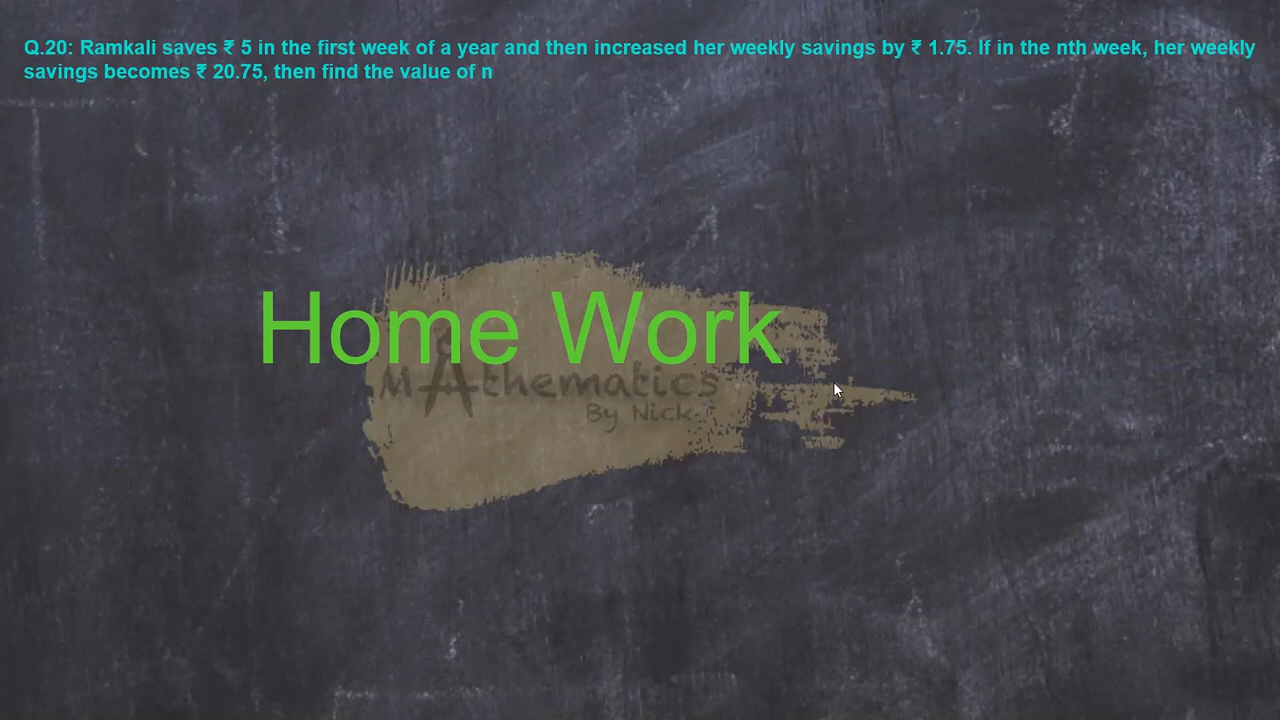 Q.20: Ramkali saves ₹ 5 in the first week of a year and then increased her weekly savings by ₹ 1.75. If in the nth week, her weekly
savings becomes ₹ 20.75, then find the value of n
Home Work
MAthematics
By Nick